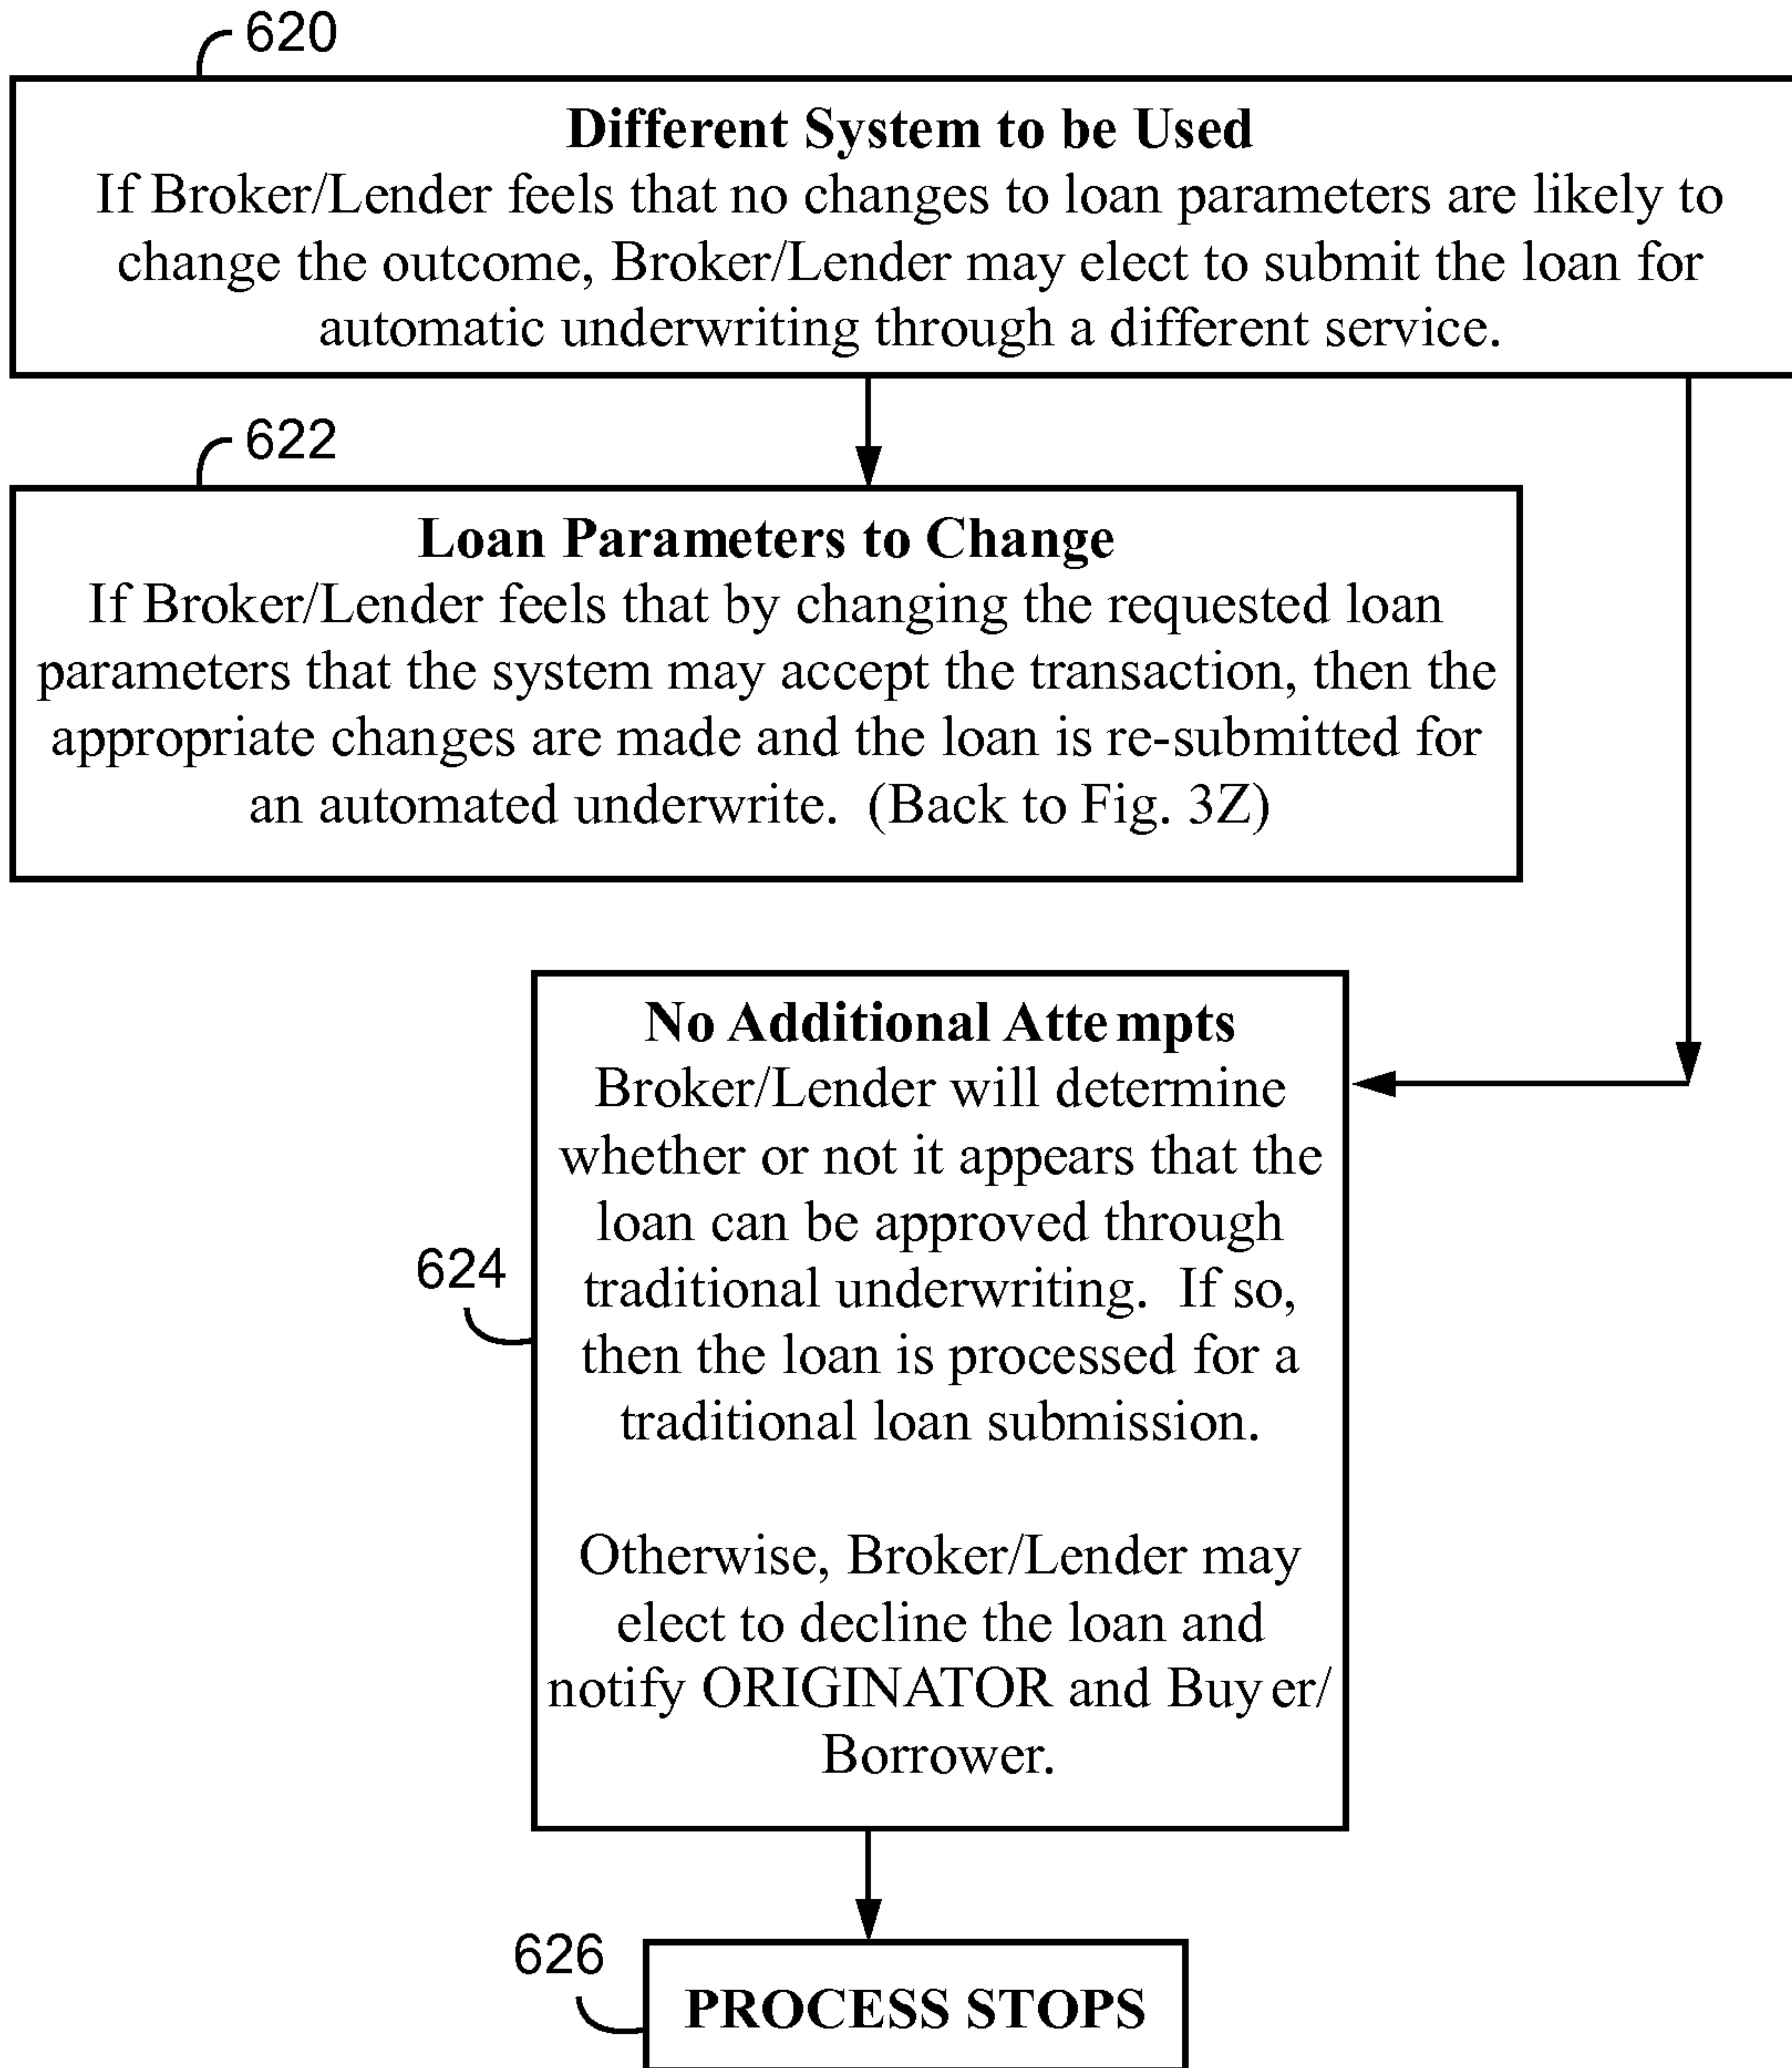 620
Different System to be Used
If Broker/Lender feels that no changes to loan parameters are likely to
change the outcome, Broker/Lender may elect to submit the loan for
automatic underwriting through a different service.
622
Loan Parameters to Change
If Broker/Lender feels that by changing the requested loan
parameters that the system may accept the transaction, then the
appropriate changes are made and the loan is re-submitted for
an automated underwrite. (Back to Fig. 3Z)
624
No Additional Attempts
Broker/Lender will determine
whether or not it appears that the
loan can be approved through
traditional underwriting. If so,
then the loan is processed for a
traditional loan submission.
Otherwise, Broker/Lender may
elect to decline the loan and
notify ORIGINATOR and Buyer/
Borrower.
626
PROCESS STOPS